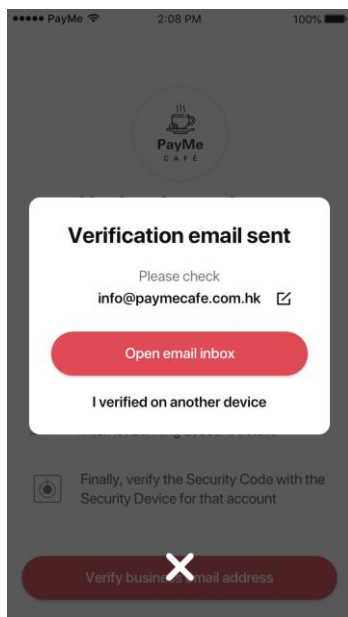 PayMe
2:08 PM
100%
PayMe
CAFÉ
Verification email sent
Please check
info@paymecafe.com.hk
Open email inbox
I verified on another device
Finally, verify the Security Code with the
Security Device for that account
Verify business email address